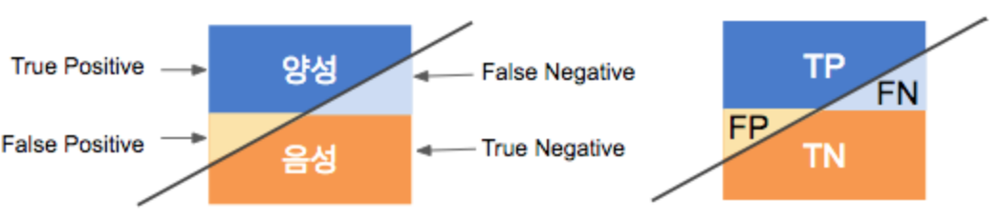 True Positive
양성
False Negative
False Positive
음성
True Negative
TP
FN
FP
TN